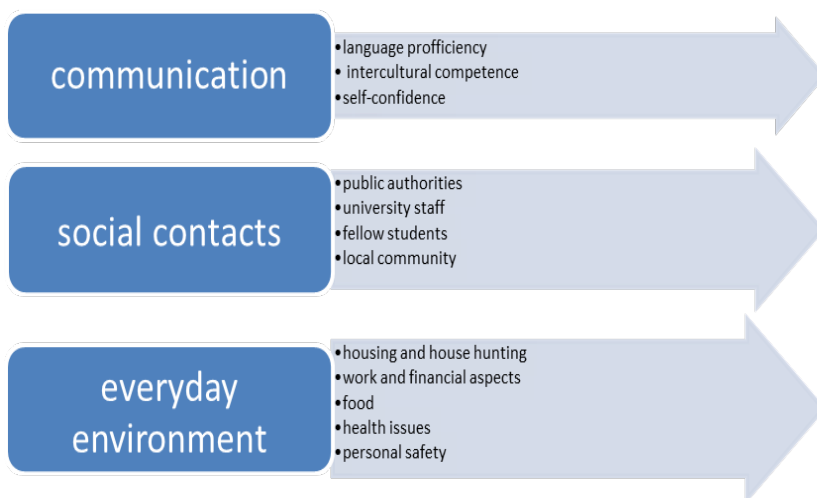 communication
•language profficiency
• intercultural competence
•self-confidence
social contacts
•public authorities
•university staff
•fellow students
•local community
everyday
environment
•housing and house hunting
•work and financial aspects
•food
•health issues
•personal safety